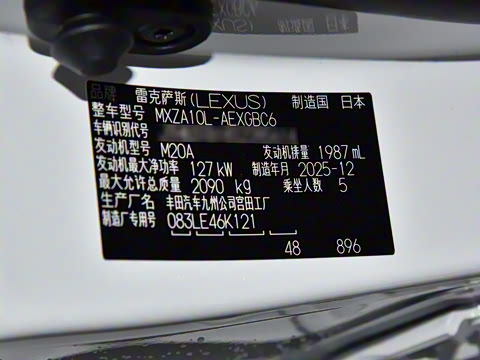 品牌 雷克萨斯(LEXUS) 制造国 日本
整车型号 MXZA10L-AEXGBC6
车辆识别代号
发动机型号 M20A 发动机排量 1987 mL
发动机最大净功率 127 kW 制造年月 2025-12
最大允许总质量 2090 kg 乘坐人数 5
生产厂名 丰田汽车九州公司宫田工厂
制造厂专用号 083LE46K121
48 896